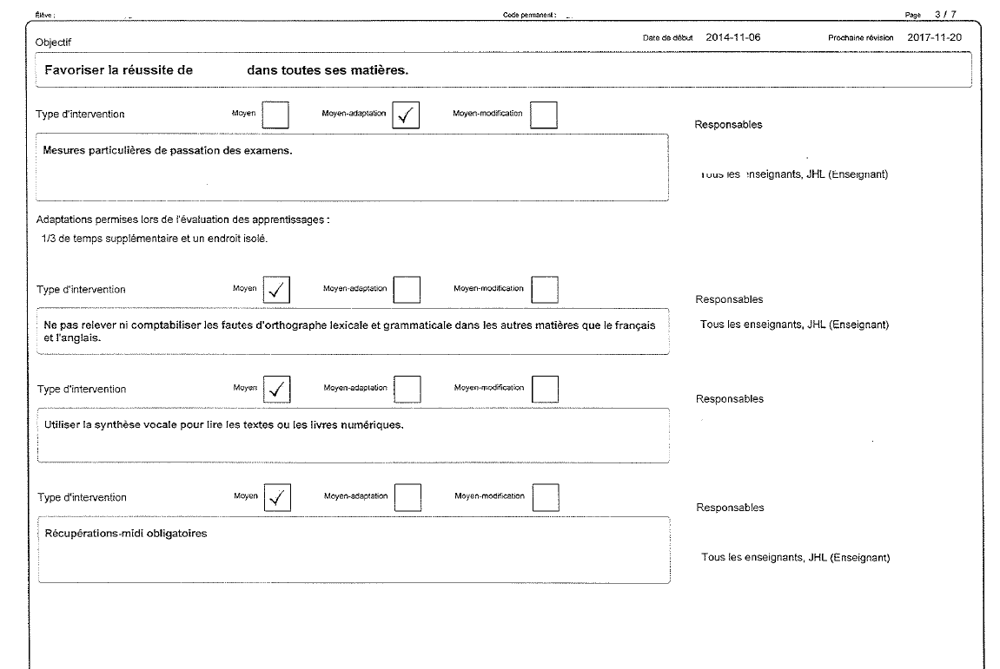 Élève :
Code permanent :
Page 3 / 7
Objectif
Date de début 2014-11-06
Prochaine révision 2017-11-20
Favoriser la réussite de dans toutes ses matières.
Type d'intervention
Moyen
Moyen-adaptation ✓
Moyen-modification
Responsables
Mesures particulières de passation des examens.
Tous les enseignants, JHL (Enseignant)
Adaptations permises lors de l'évaluation des apprentissages :
1/3 de temps supplémentaire et un endroit isolé.
Type d'intervention
Moyen ✓
Moyen-adaptation
Moyen-modification
Responsables
Ne pas relever ni comptabiliser les fautes d'orthographe lexicale et grammaticale dans les autres matières que le français
et l'anglais.
Tous les enseignants, JHL (Enseignant)
Type d'intervention
Moyen ✓
Moyen-adaptation
Moyen-modification
Responsables
Utiliser la synthèse vocale pour lire les textes ou les livres numériques.
Type d'intervention
Moyen ✓
Moyen-adaptation
Moyen-modification
Responsables
Récupérations-midi obligatoires
Tous les enseignants, JHL (Enseignant)